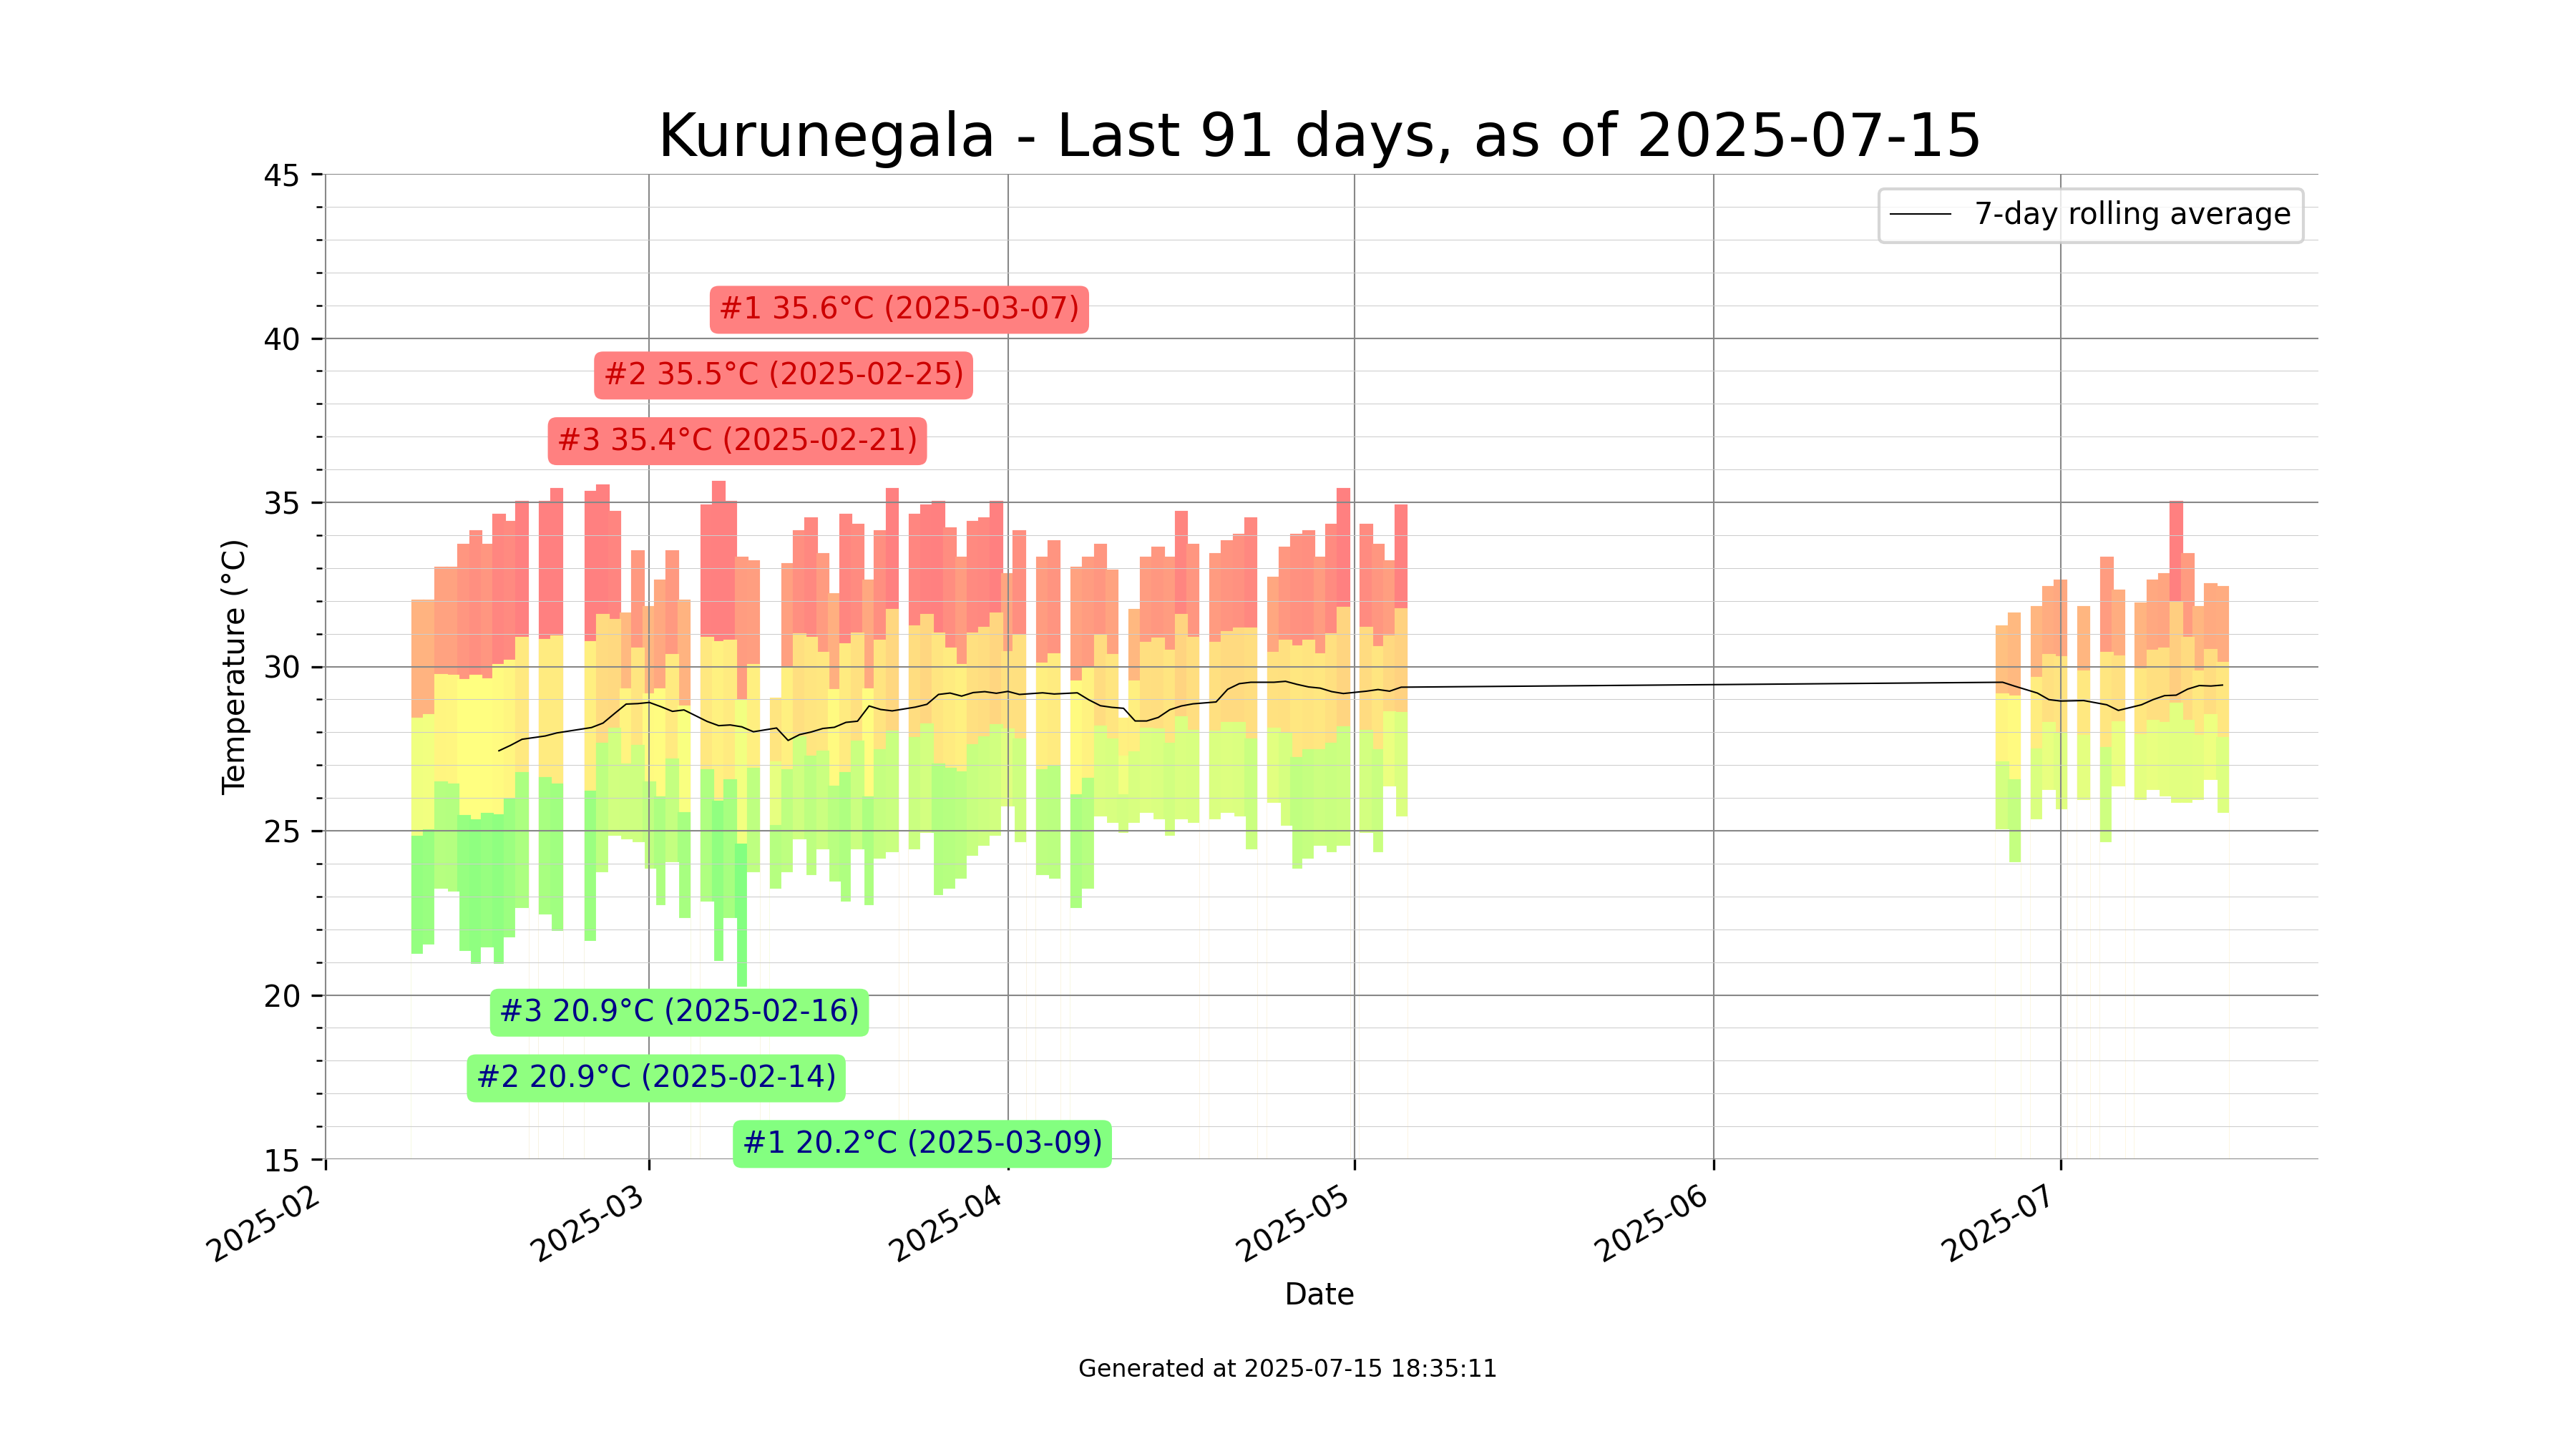 Kurunegala - Last 91 days, as of 2025-07-15
45
7-day rolling average
#1 35.6°C (2025-03-07)
40
#2 35.5°C (2025-02-25)
#3 35.4°C (2025-02-21)
35
Temperature (°C)
30
25
20
#3 20.9°C (2025-02-16)
#2 20.9°C (2025-02-14)
#1 20.2°C (2025-03-09)
15
2025-02
2025-03
2025-04
2025-05
2025-06
2025-07
Date
Generated at 2025-07-15 18:35:11